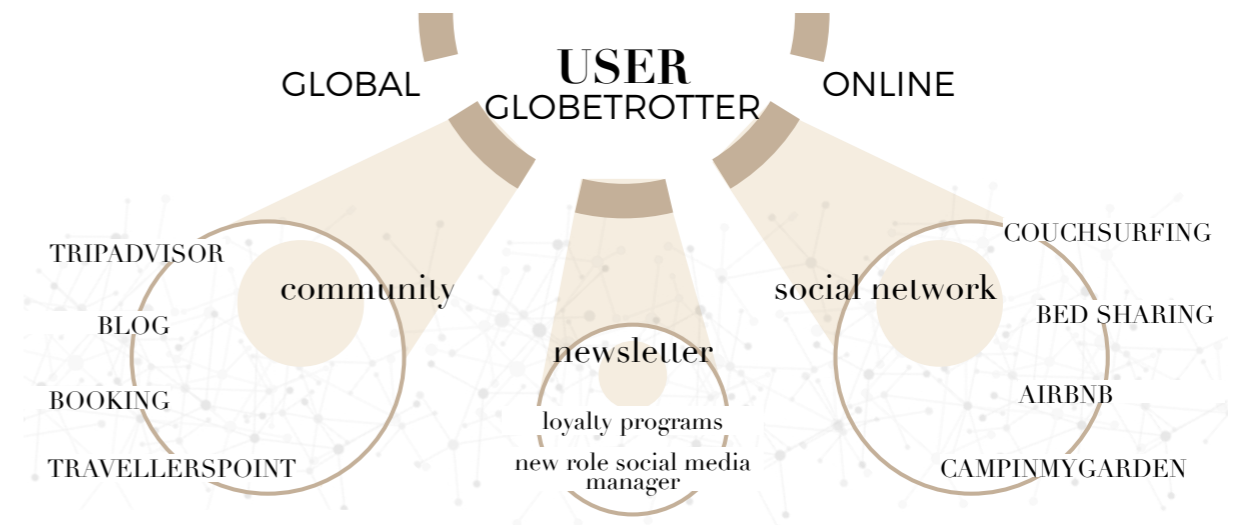 USER
GLOBETROTTER
GLOBAL
ONLINE
community
TRIPADVISOR
BLOG
BOOKING
TRAVELLERSPOINT
newsletter
loyalty programs
new role social media
manager
social network
COUCHSURFING
BED SHARING
AIRBNB
CAMPINMYGARDEN